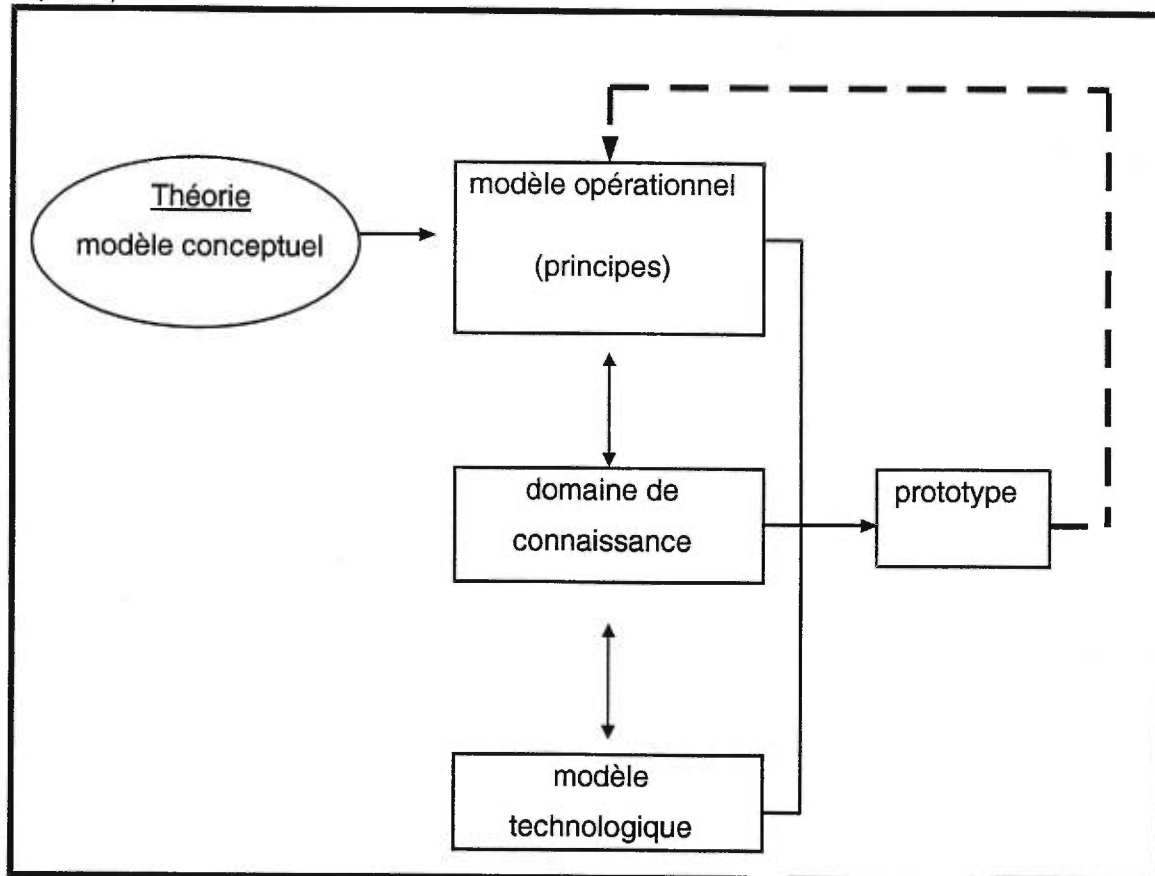 Théorie
modèle conceptuel
modèle opérationnel
(principes)
domaine de
connaissance
prototype
modèle
technologique